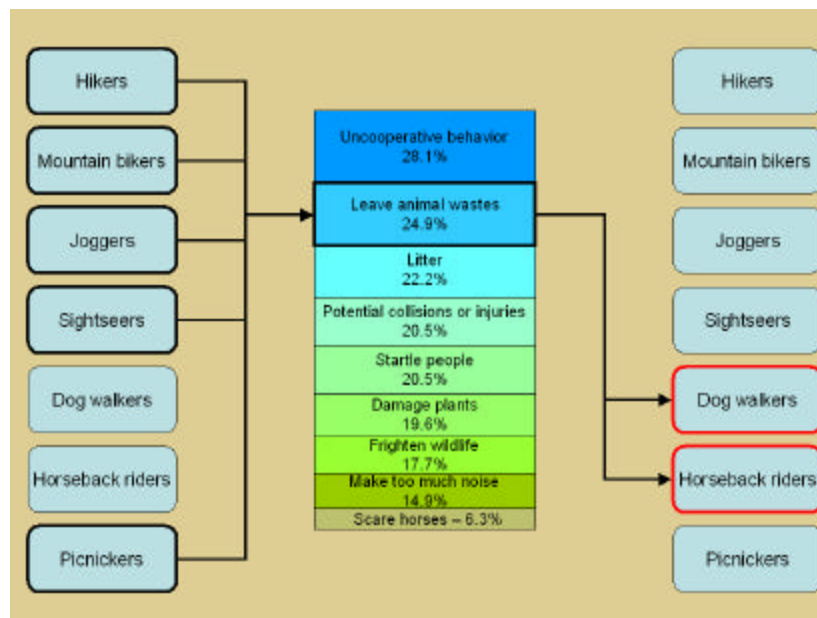 Hikers
Mountain bikers
Joggers
Sightseers
Dog walkers
Horseback riders
Picnickers
Uncooperative behavior
28.1%
Leave animal wastes
24.9%
Litter
22.2%
Potential collisions or injuries
20.5%
Startle people
20.5%
Damage plants
19.6%
Frighten wildlife
17.7%
Make too much noise
14.9%
Scare horses – 6.3%
Hikers
Mountain bikers
Joggers
Sightseers
Dog walkers
Horseback riders
Picnickers